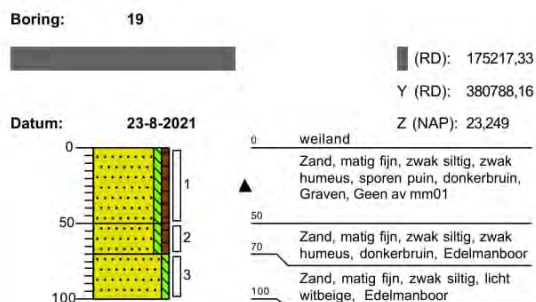 Boring: 19
(RD): 175217,33
Y (RD): 380788,16
Datum: 23-8-2021
Z (NAP): 23,249
0
50
100
1
2
3
0 weiland
Zand, matig fijn, zwak siltig, zwak
humeus, sporen puin, donkerbruin,
Graven, Geen av mm01
50
Zand, matig fijn, zwak siltig, zwak
70 humeus, donkerbruin, Edelmanboor
Zand, matig fijn, zwak siltig, licht
100 witbeige, Edelmanboor